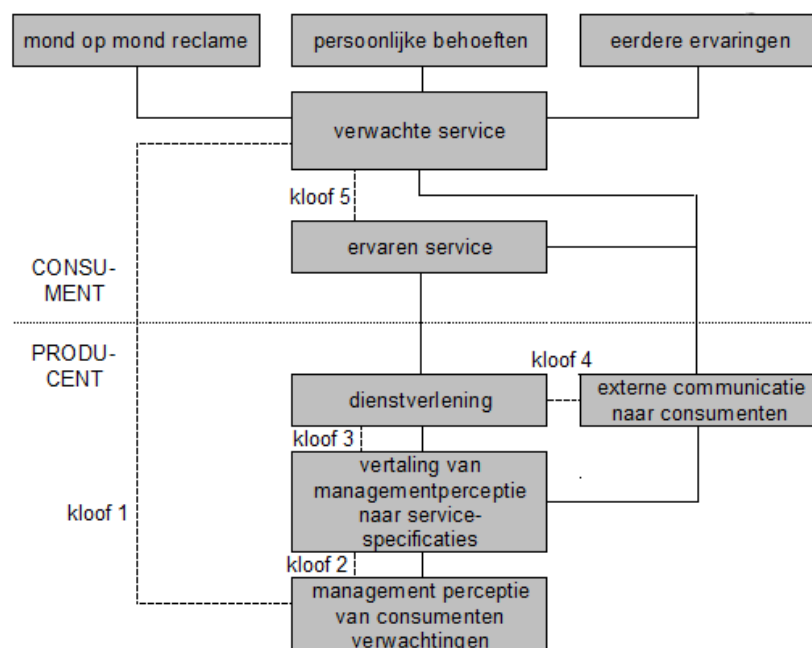 mond op mond reclame
persoonlijke behoeften
eerdere ervaringen
verwachte service
kloof 5
ervaren service
CONSU-
MENT
PRODU-
CENT
kloof 4
dienstverlening
externe communicatie
naar consumenten
kloof 3
vertaling van
managementperceptie
naar service-
specificaties
kloof 1
kloof 2
management perceptie
van consumenten
verwachtingen